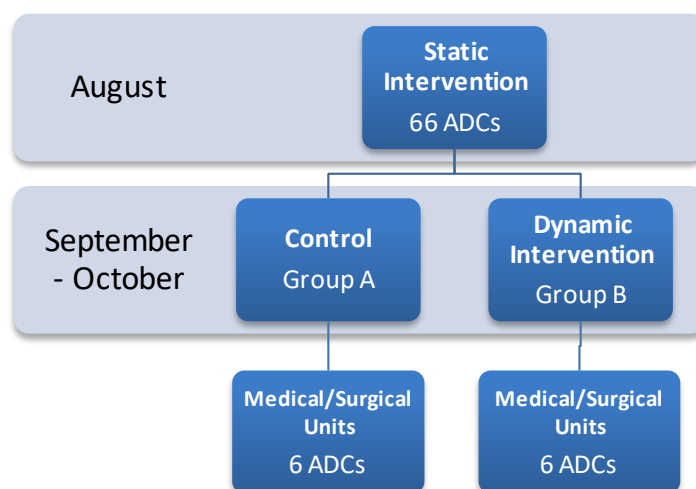 August
Static
Intervention
66 ADCs
September
- October
Control
Group A
Dynamic
Intervention
Group B
Medical/Surgical
Units
6 ADCs
Medical/Surgical
Units
6 ADCs